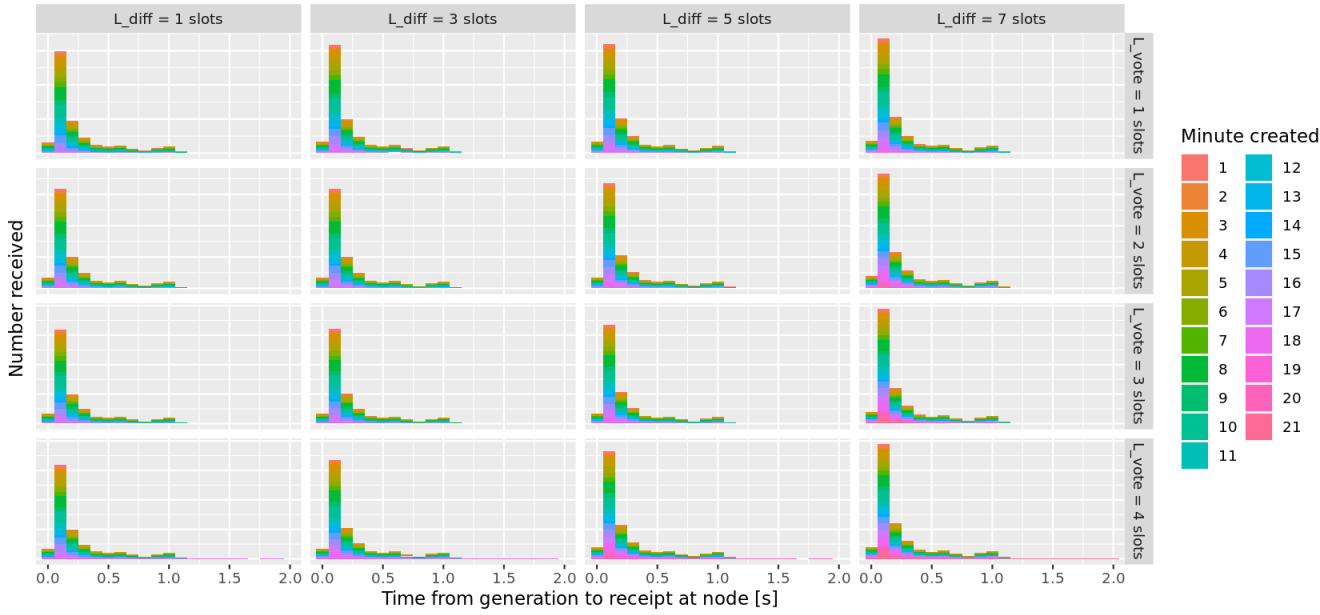 L_diff = 1 slots
L_diff = 3 slots
L_diff = 5 slots
L_diff = 7 slots
L_vote = 1 slots
L_vote = 2 slots
L_vote = 3 slots
L_vote = 4 slots
Number received
0.0 0.5 1.0 1.5 2.0
0.0 0.5 1.0 1.5 2.0
0.0 0.5 1.0 1.5 2.0
0.0 0.5 1.0 1.5 2.0
Time from generation to receipt at node [s]
Minute created
1
2
3
4
5
6
7
8
9
10
11
12
13
14
15
16
17
18
19
20
21